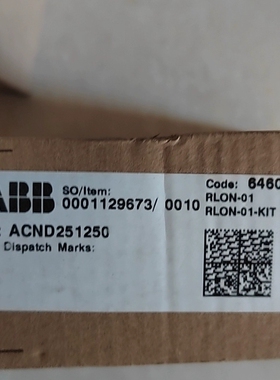 ABB
SO/Item:
0001129673/ 0010
Code: 6460
RLON-01
RLON-01-KIT
: ACND251250
Dispatch Marks: